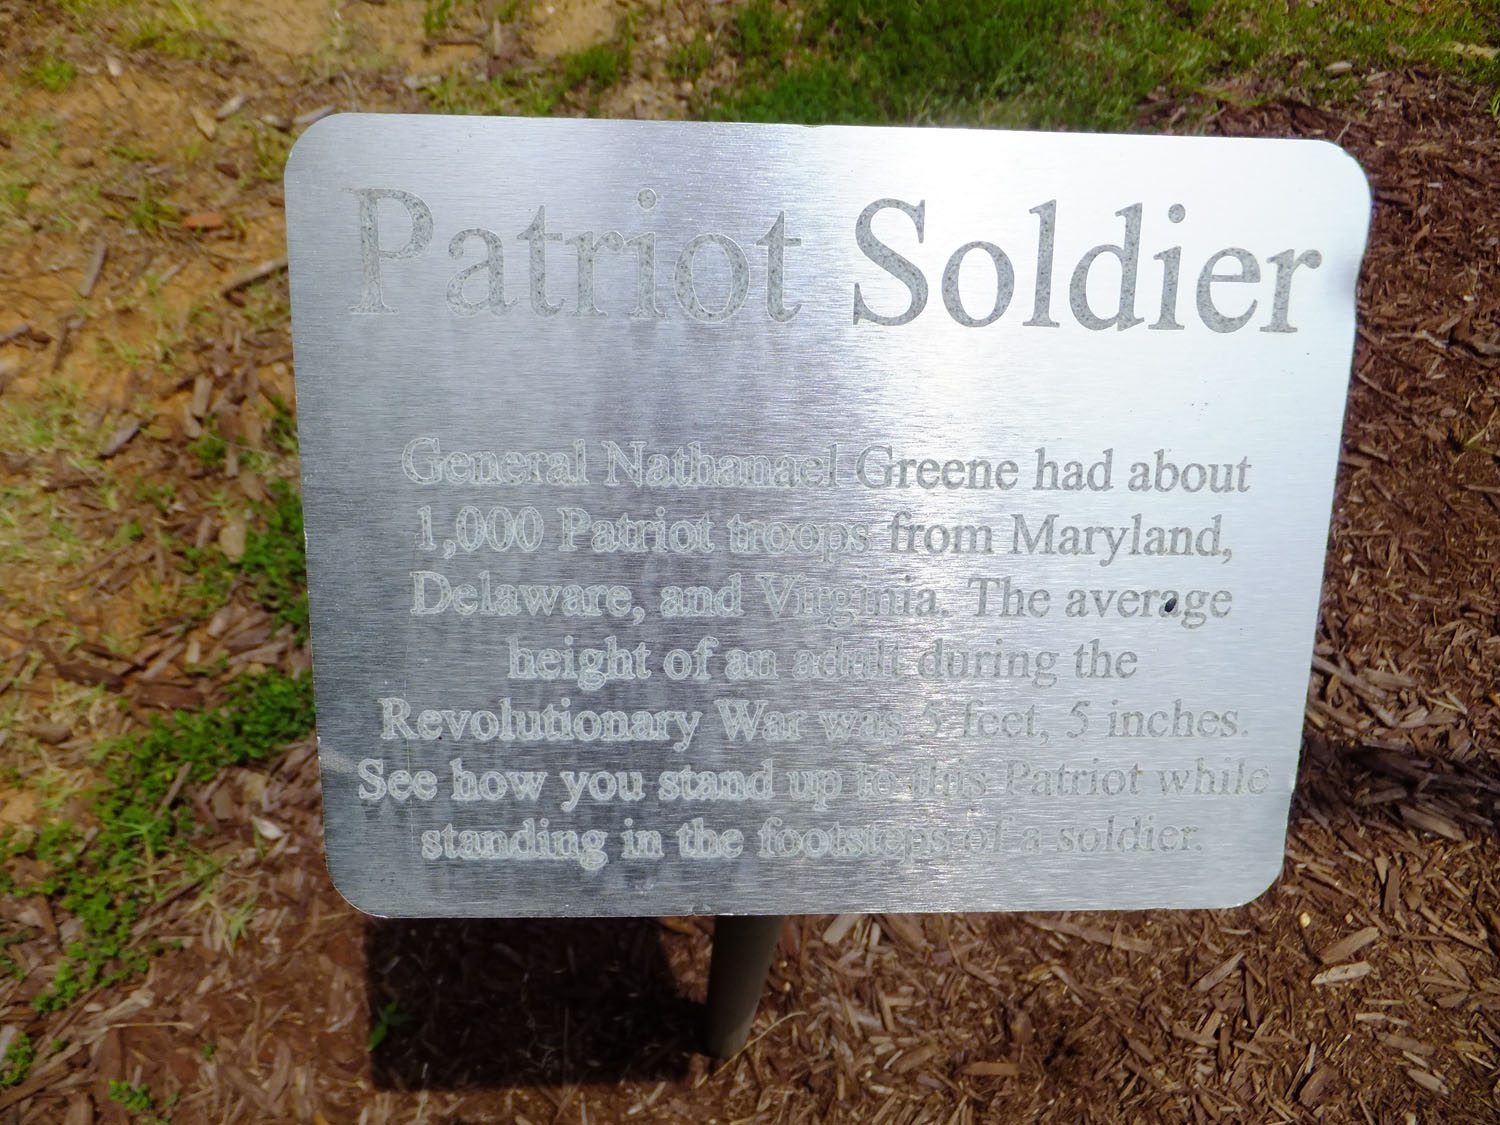 Patriot Soldier
General Nathanael Greene had about
1,000 Patriot troops from Maryland,
Delaware, and Virginia. The average
height of an adult during the
Revolutionary War was 5 feet, 5 inches.
See how you stand up to this Patriot while
standing in the footsteps of a soldier.